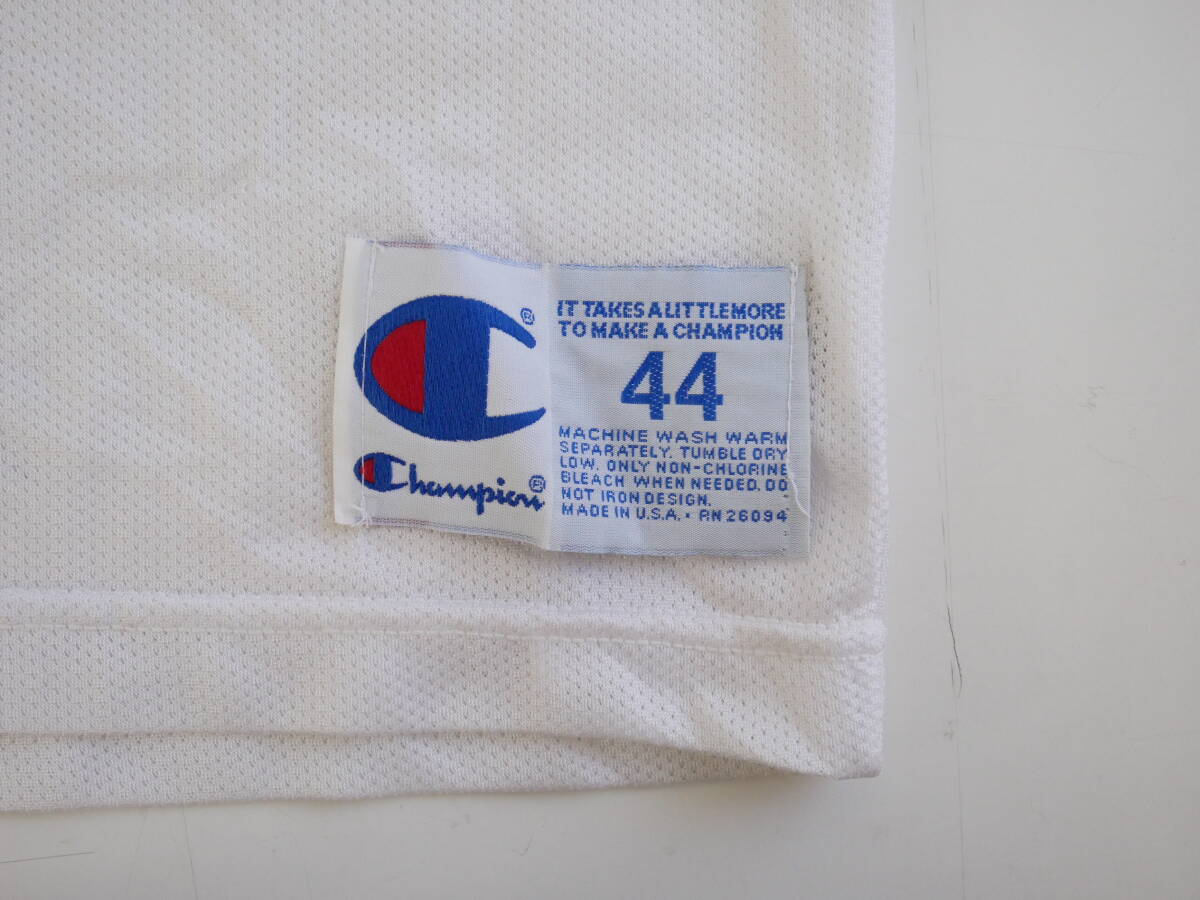 ®
Champion®
IT TAKES A LITTLE MORE
TO MAKE A CHAMPION
44
MACHINE WASH WARM
SEPARATELY. TUMBLE DRY
LOW. ONLY NON-CHLORINE
BLEACH WHEN NEEDED. DO
NOT IRON DESIGN.
MADE IN U.S.A. • RN 26094